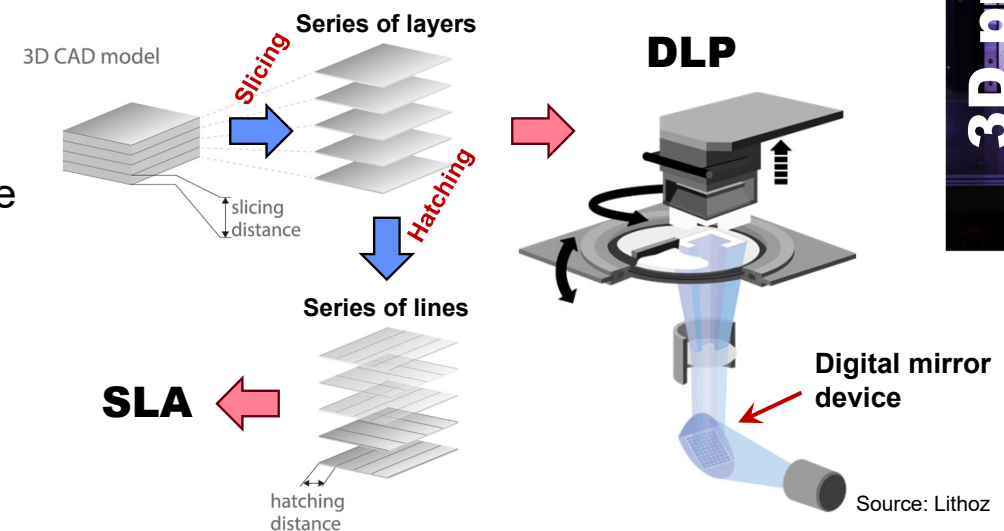 Series of layers
3D CAD model
Slicing
DLP
e
slicing
distance
Hatching
Series of lines
SLA
Digital mirror
device
hatching
distance
Source: Lithoz
3D